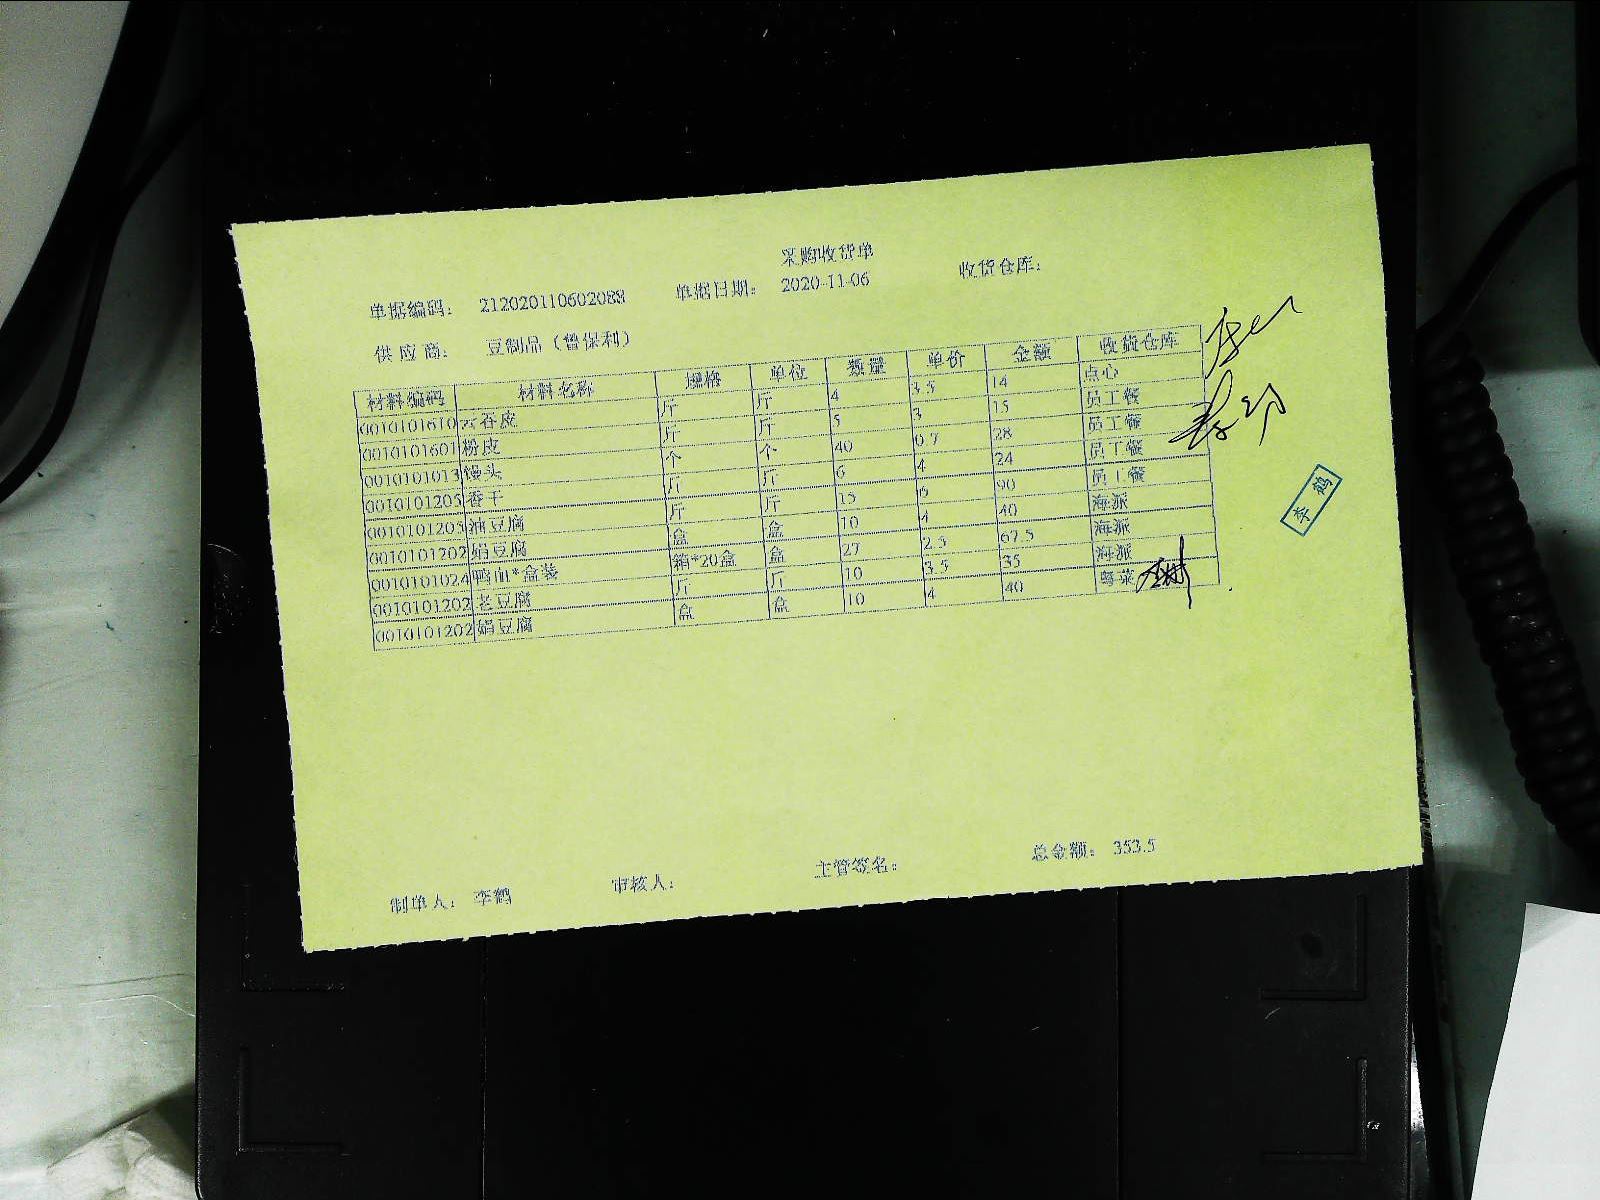 采购收货单
单据编码： 212020110602088 单据日期： 2020-11-06 收货仓库：
供应商： 豆制品（曾保利）
材料编码 材料名称 规格 单位 数量 单价 金额 收货仓库
0010101610 云吞皮 斤 斤 4 3.5 14 点心
0010101601 粉皮 斤 斤 5 3 15 员工餐
0010101013 馒头 个 个 40 0.7 28 员工餐
0010101205 香干 斤 斤 6 4 24 员工餐
0010101203 油豆腐 斤 斤 15 6 90 员工餐
0010101202 娟豆腐 盒 盒 10 4 40 海派
0010101024 鸭血*盒装 箱*20盒 盒 27 2.5 67.5 海派
0010101202 老豆腐 斤 斤 10 3.5 35 海派
0010101202 娟豆腐 盒 盒 10 4 40 粤菜
李鹤
制单人： 李鹤 审核人： 主管签名： 总金额： 353.5